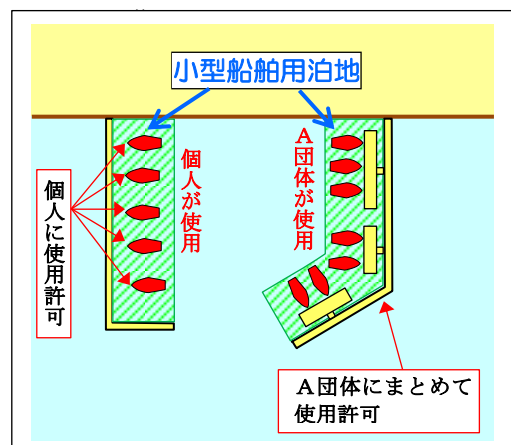 小型船舶用泊地
個人に使用許可
個人が使用
A団体が使用
A団体にまとめて
使用許可